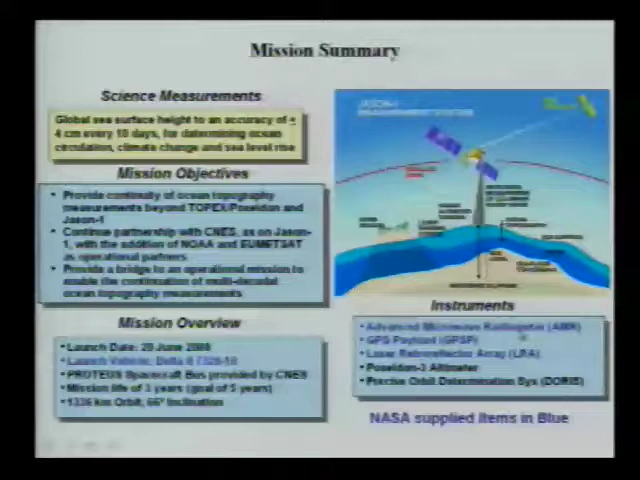 Mission Summary
Science Measurements
Global sea surface height to an accuracy of ±
4 cm every 10 days, for determining ocean
circulation, climate change and sea level rise
Mission Objectives
• Provide continuity of ocean topography
measurements beyond TOPEX/Poseidon and
Jason-1
• Continue partnership with CNES, as on Jason-
1, with the addition of NOAA and EUMETSAT
as operational partners
• Provide a bridge to an operational mission to
enable the continuation of multi-decadal
ocean topography measurements
Mission Overview
• Launch Date: 20 June 2008
• Launch Vehicle: Delta II 7320-10
• PROTEUS Spacecraft Bus provided by CNES
• Mission life of 3 years (goal of 5 years)
• 1336 km Orbit, 66° Inclination
JASON-1
Instruments
• Advanced Microwave Radiometer (AMR)
• GPS Payload (GPSP)
• Laser Retroreflector Array (LRA)
• Poseidon-3 Altimeter
• Precise Orbit Determination Sys (DORIS)
NASA supplied items in Blue